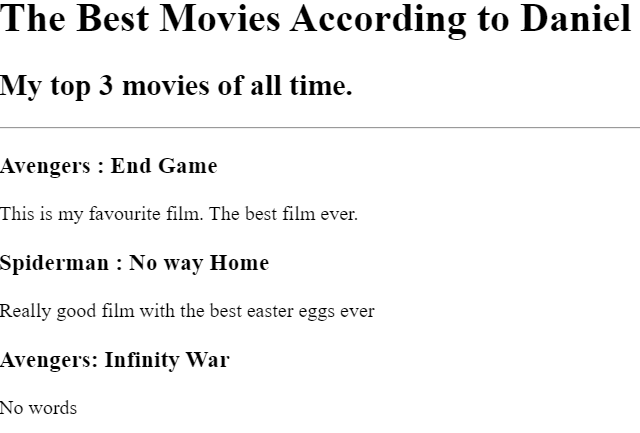 The Best Movies According to Daniel
My top 3 movies of all time.
Avengers : End Game
This is my favourite film. The best film ever.
Spiderman : No way Home
Really good film with the best easter eggs ever
Avengers: Infinity War
No words